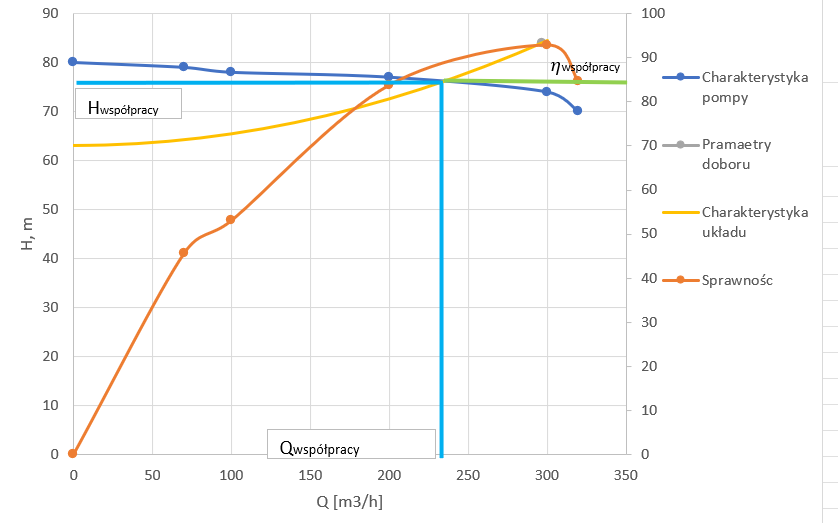 90
80
70
60
50
40
30
20
10
0
H, m
100
90
80
70
60
50
40
30
20
10
0
0 50 100 150 200 250 300 350
Q [m3/h]
Hwspółpracy
Qwspółpracy
ηwspółpracy
Charakterystyka
pompy
Pramaetry
doboru
Charakterystyka
układu
Sprawnośc